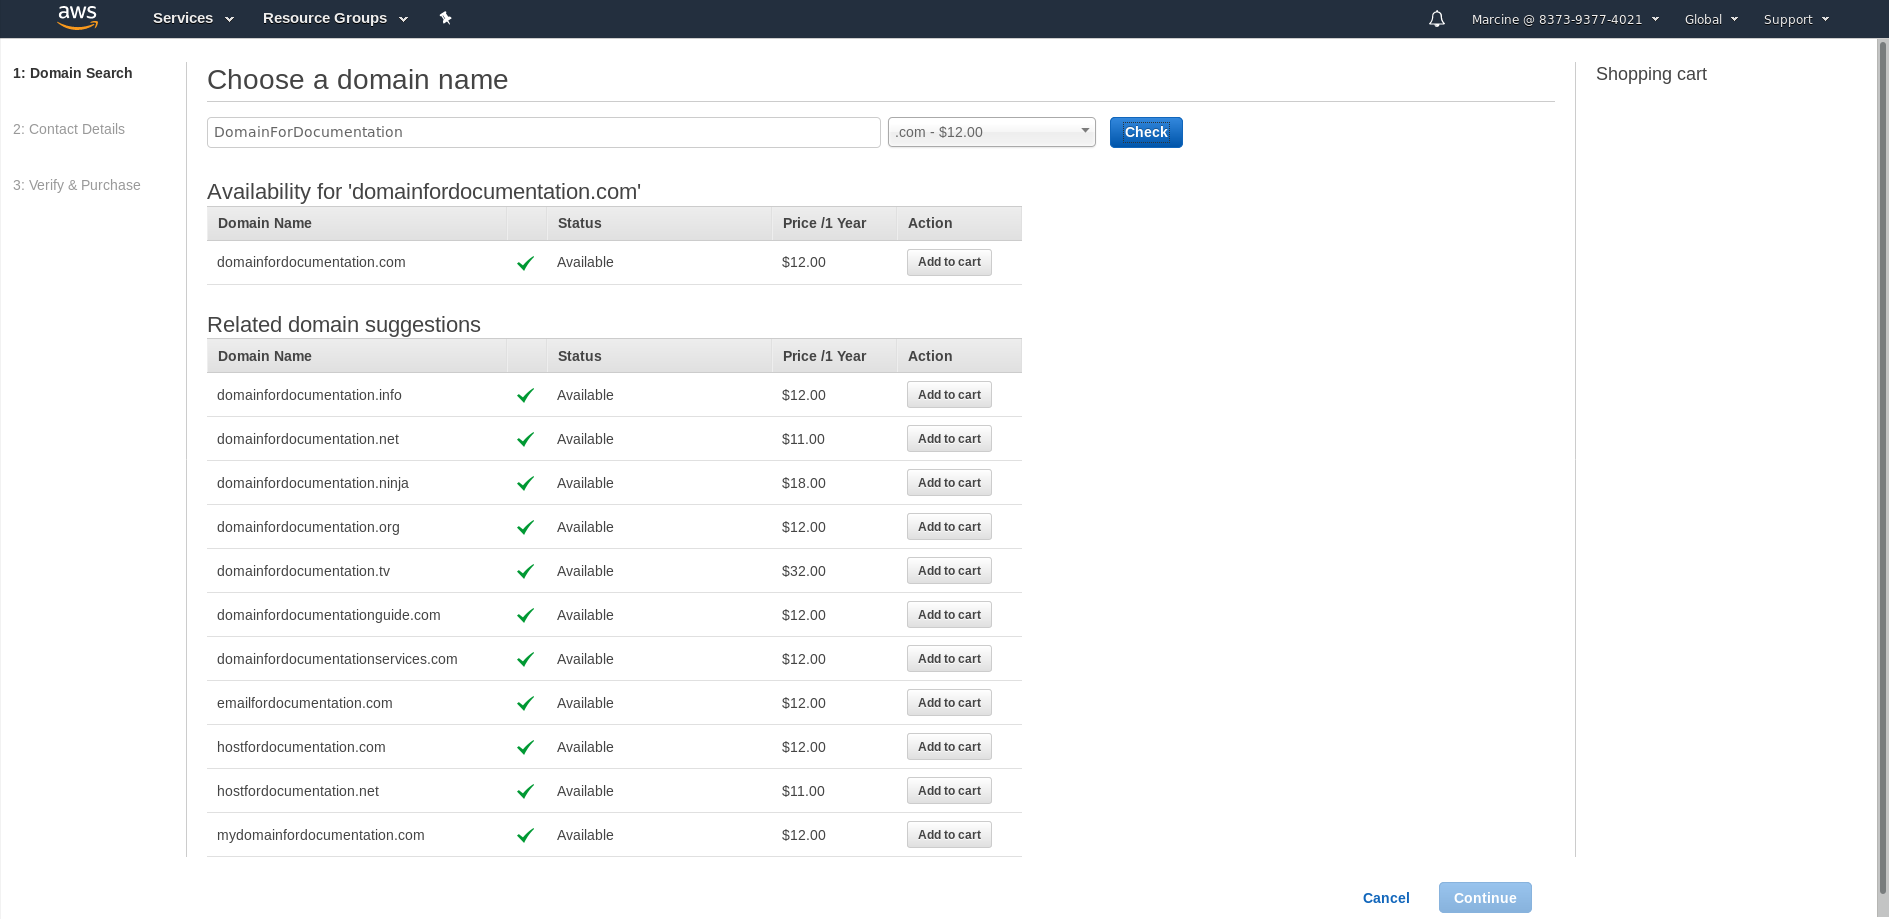 aws Services Resource Groups Marcine @ 8373-9377-4021 Global Support
1: Domain Search
2: Contact Details
3: Verify & Purchase
Choose a domain name
DomainForDocumentation .com - $12.00 Check
Availability for 'domainfordocumentation.com'
Domain Name Status Price /1 Year Action
domainfordocumentation.com Available $12.00 Add to cart
Related domain suggestions
Domain Name Status Price /1 Year Action
domainfordocumentation.info Available $12.00 Add to cart
domainfordocumentation.net Available $11.00 Add to cart
domainfordocumentation.ninja Available $18.00 Add to cart
domainfordocumentation.org Available $12.00 Add to cart
domainfordocumentation.tv Available $32.00 Add to cart
domainfordocumentationguide.com Available $12.00 Add to cart
domainfordocumentationservices.com Available $12.00 Add to cart
emailfordocumentation.com Available $12.00 Add to cart
hostfordocumentation.com Available $12.00 Add to cart
hostfordocumentation.net Available $11.00 Add to cart
mydomainfordocumentation.com Available $12.00 Add to cart
Shopping cart
Cancel Continue